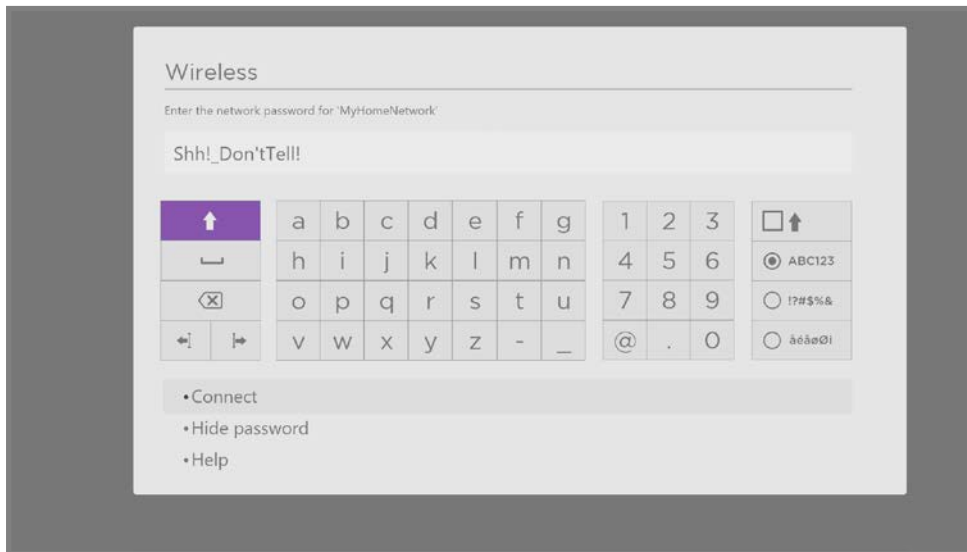 Wireless
Enter the network password for 'MyHomeNetwork'
Shh!_Don'tTell!
a b c d e f g 1 2 3
h i j k l m n 4 5 6 ABC123
o p q r s t u 7 8 9 !?#$%&
v w x y z - _ @ . 0 åéåøØi
•Connect
•Hide password
•Help